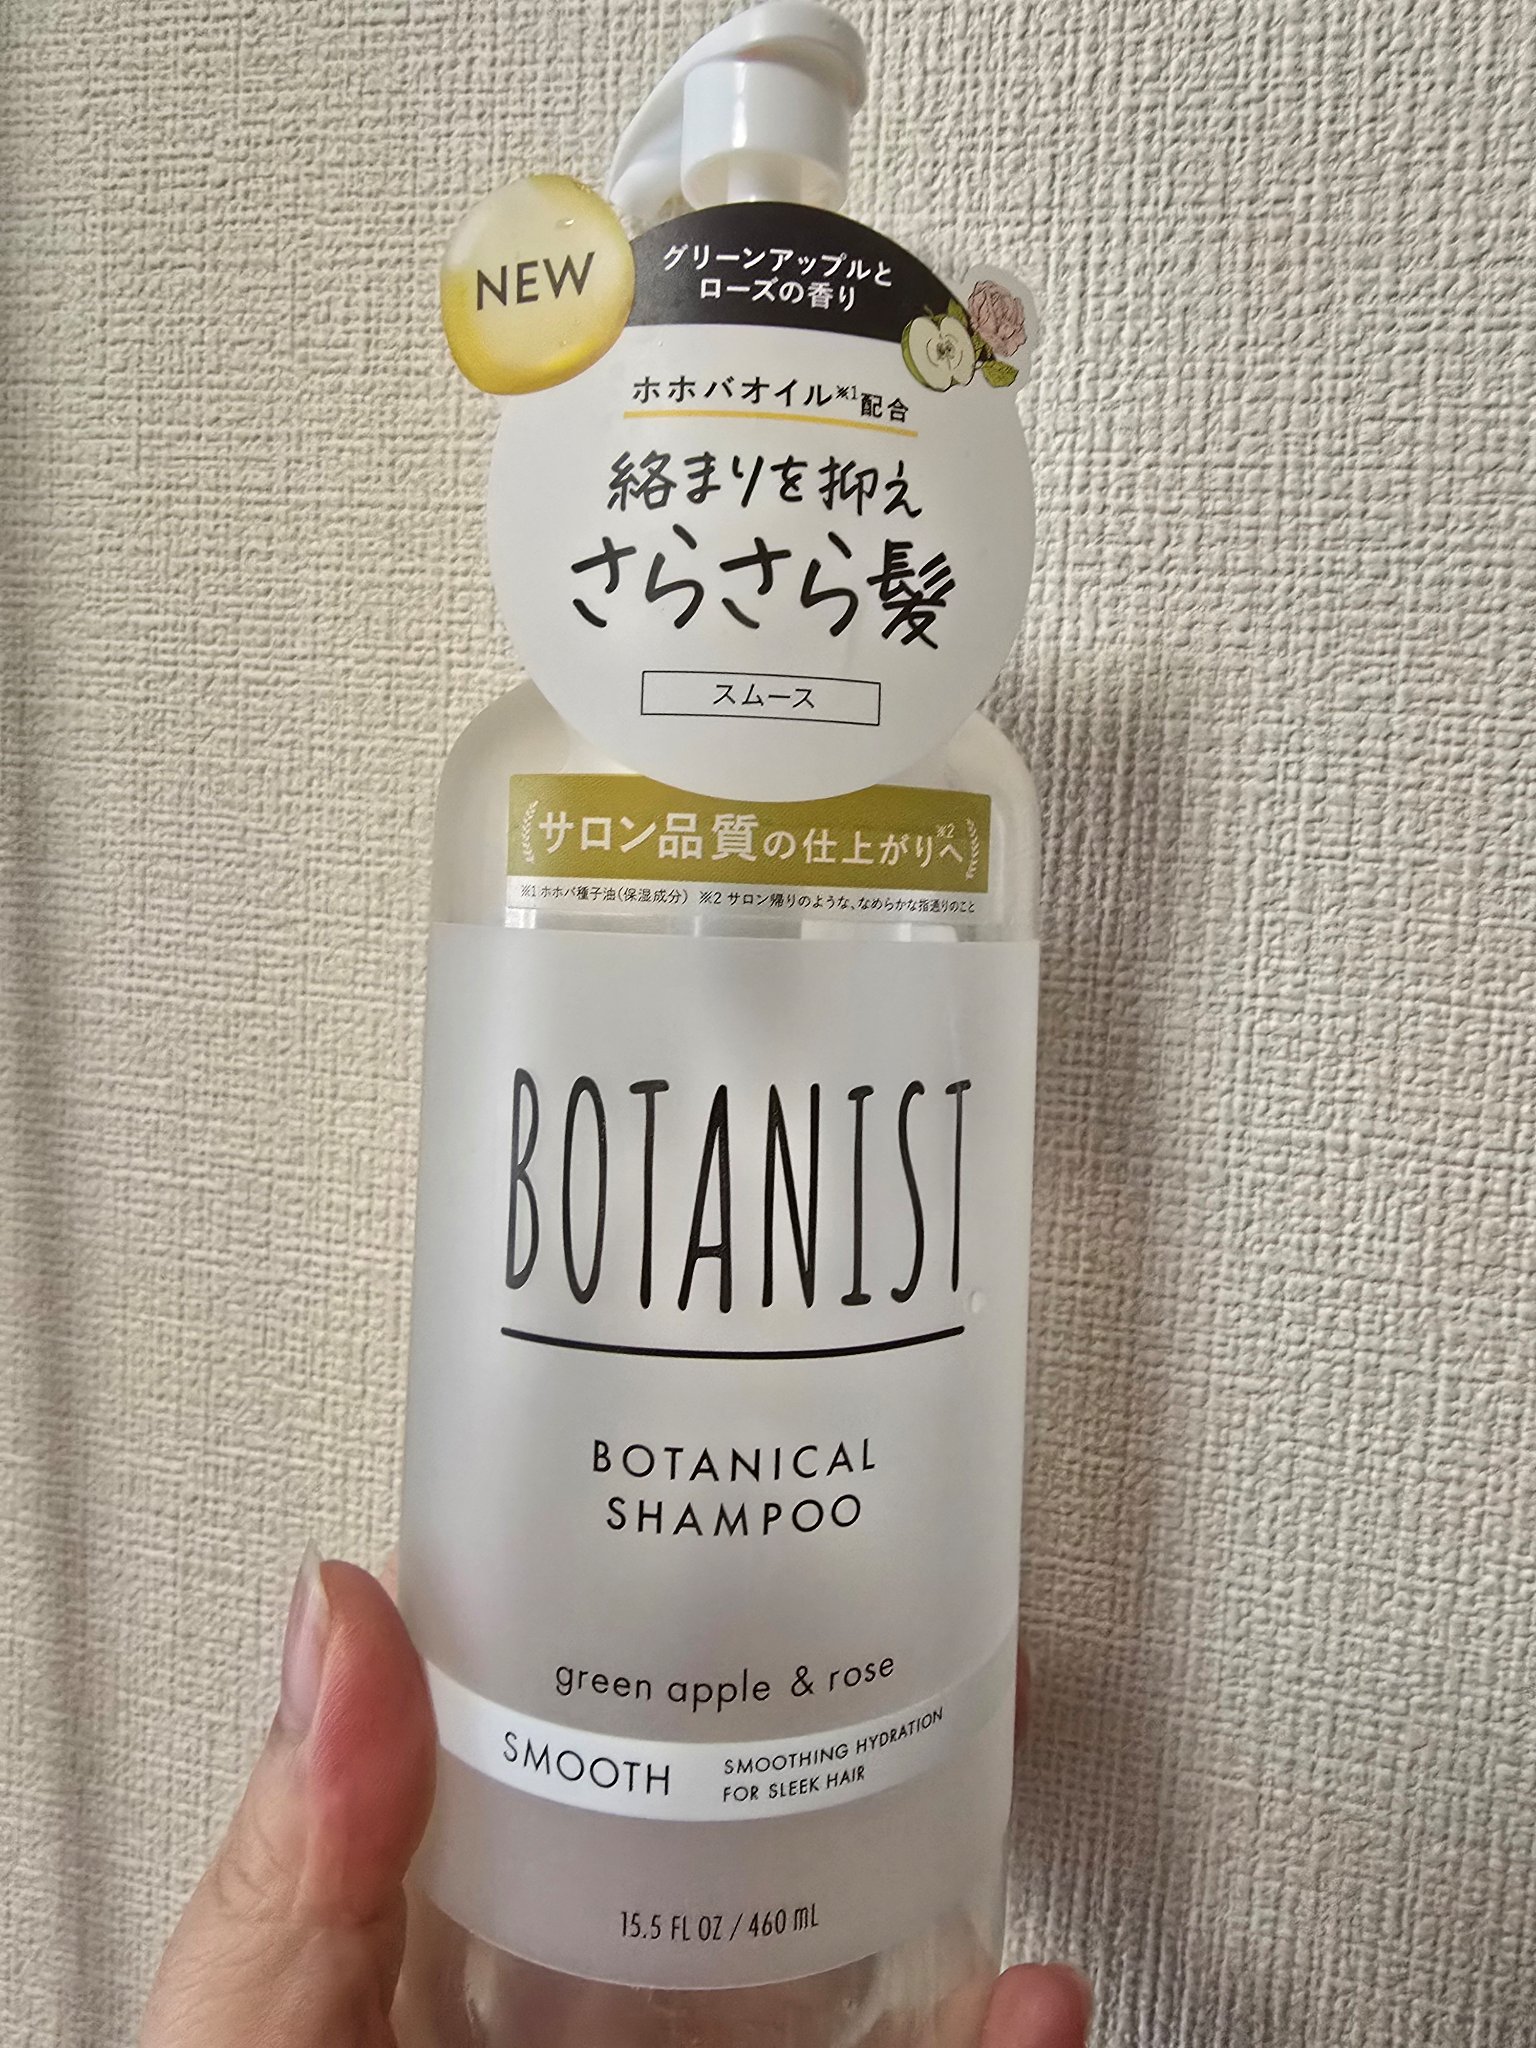 NEW
グリーンアップルと
ローズの香り
ホホバオイル※1配合
絡まりを抑え
さらさら髪
スムース
サロン品質の仕上がりへ※2
※1 ホホバ種子油(保湿成分) ※2 サロン帰りのような、なめらかな指通りのこと
BOTANIST
BOTANICAL
SHAMPOO
green apple & rose
SMOOTH
SMOOTHING HYDRATION
FOR SLEEK HAIR
15.5 FL OZ / 460 mL